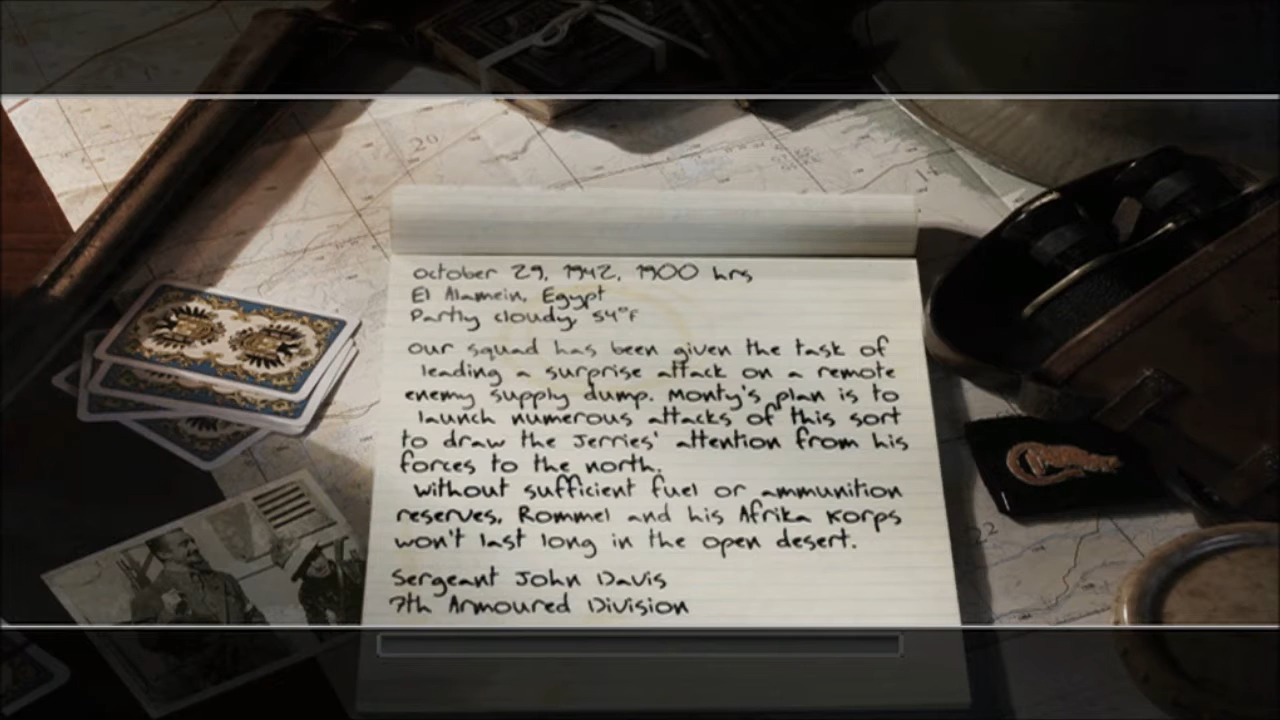 20
14
October 29, 1942, 1900 hrs
El Alamein, Egypt
Partly cloudy, 54°F
Our squad has been given the task of
leading a surprise attack on a remote
enemy supply dump. Monty's plan is to
launch numerous attacks of this sort
to draw the Jerries' attention from his
forces to the north.
Without sufficient fuel or ammunition
reserves, Rommel and his Afrika Korps
won't last long in the open desert.
Sergeant John Davis
7th Armoured Division
22